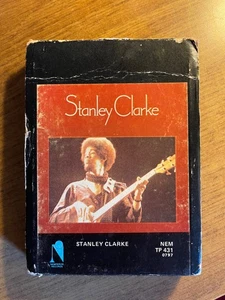 Stanley Clarke
STANLEY CLARKE
NEM
TP 431
0797